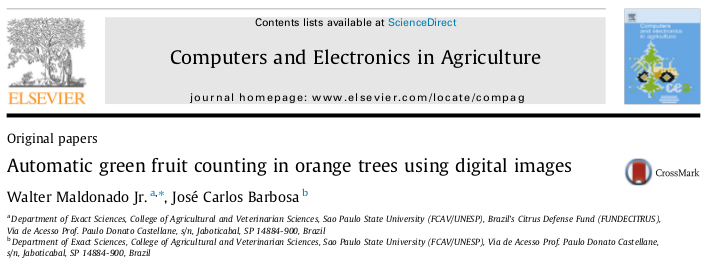 Contents lists available at ScienceDirect
Computers and Electronics in Agriculture
journal homepage: www.elsevier.com/locate/compag
ELSEVIER
Computers and electronics in agriculture
Original papers
Automatic green fruit counting in orange trees using digital images
CrossMark
Walter Maldonado Jr. a,*, José Carlos Barbosa b
a Department of Exact Sciences, College of Agricultural and Veterinarian Sciences, Sao Paulo State University (FCAV/UNESP), Brazil's Citrus Defense Fund (FUNDECITRUS),
Via de Acesso Prof. Paulo Donato Castellane, s/n, Jaboticabal, SP 14884-900, Brazil
b Department of Exact Sciences, College of Agricultural and Veterinarian Sciences, Sao Paulo State University (FCAV/UNESP), Via de Acesso Prof. Paulo Donato Castellane,
s/n, Jaboticabal, SP 14884-900, Brazil